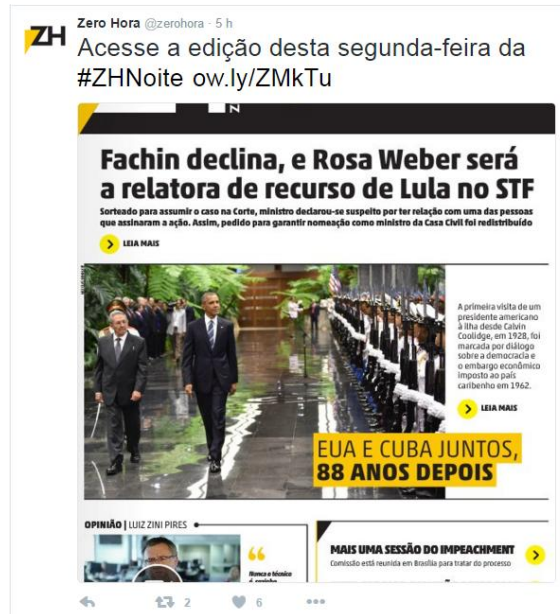 ZH
Zero Hora @zerohora · 5 h
Acesse a edição desta segunda-feira da
#ZHNoite ow.ly/ZMkTu
Fachin declina, e Rosa Weber será
a relatora de recurso de Lula no STF
Sorteado para assumir o caso na Corte, ministro declarou-se suspeito por ter relação com uma das pessoas
que assinaram a ação. Assim, pedido para garantir nomeação como ministro da Casa Civil foi redistribuído
LEIA MAIS
A primeira visita de um
presidente americano
à ilha desde Calvin
Coolidge, em 1928, foi
marcada por diálogo
sobre a democracia e
o embargo econômico
imposto ao país
caribenho em 1962.
LEIA MAIS
EUA E CUBA JUNTOS,
88 ANOS DEPOIS
OPINIÃO | LUIZ ZINI PIRES
Nunca o técnico
MAIS UMA SESSÃO DO IMPEACHMENT
Comissão está reunida em Brasília para tratar do processo
2
6